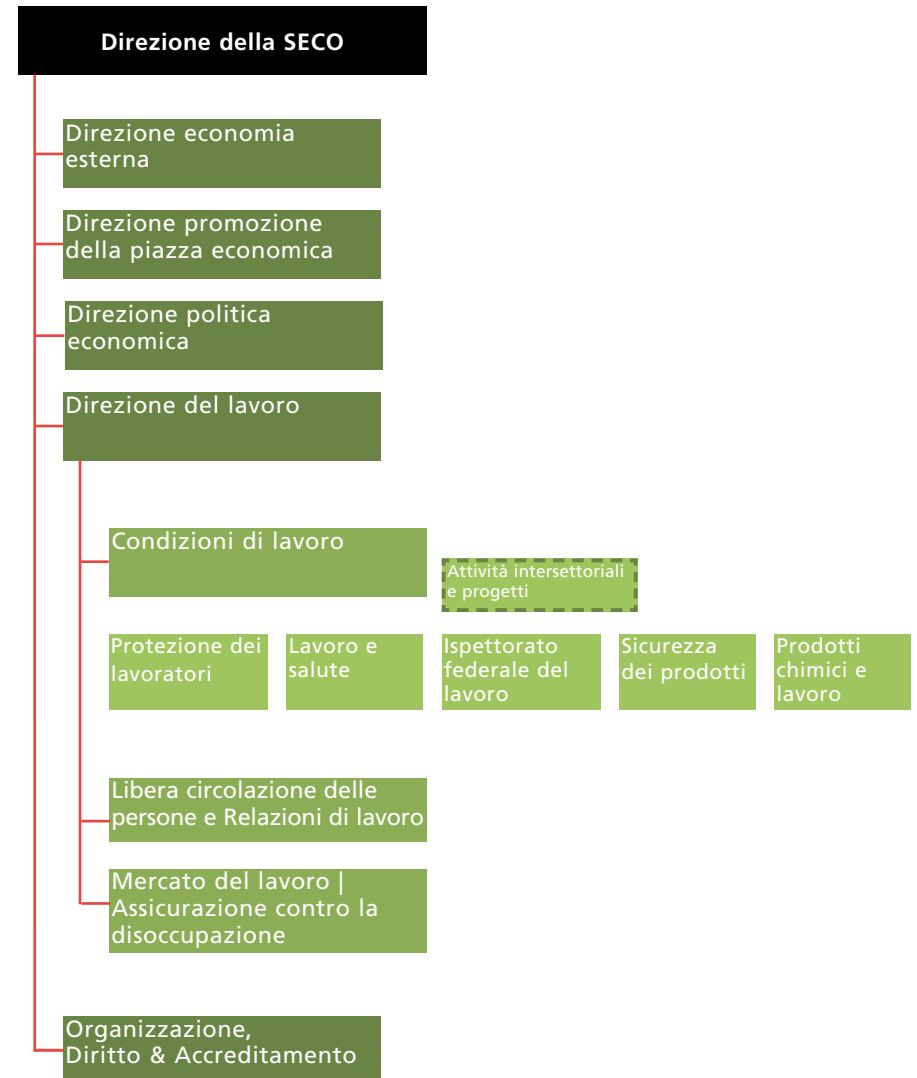 Direzione della SECO
Direzione economia
esterna
Direzione promozione
della piazza economica
Direzione politica
economica
Direzione del lavoro
Condizioni di lavoro
Attività intersettoriali
e progetti
Protezione dei
lavoratori
Lavoro e
salute
Ispettorato
federale del
lavoro
Sicurezza
dei prodotti
Prodotti
chimici e
lavoro
Libera circolazione delle
persone e Relazioni di lavoro
Mercato del lavoro |
Assicurazione contro la
disoccupazione
Organizzazione,
Diritto & Accreditamento